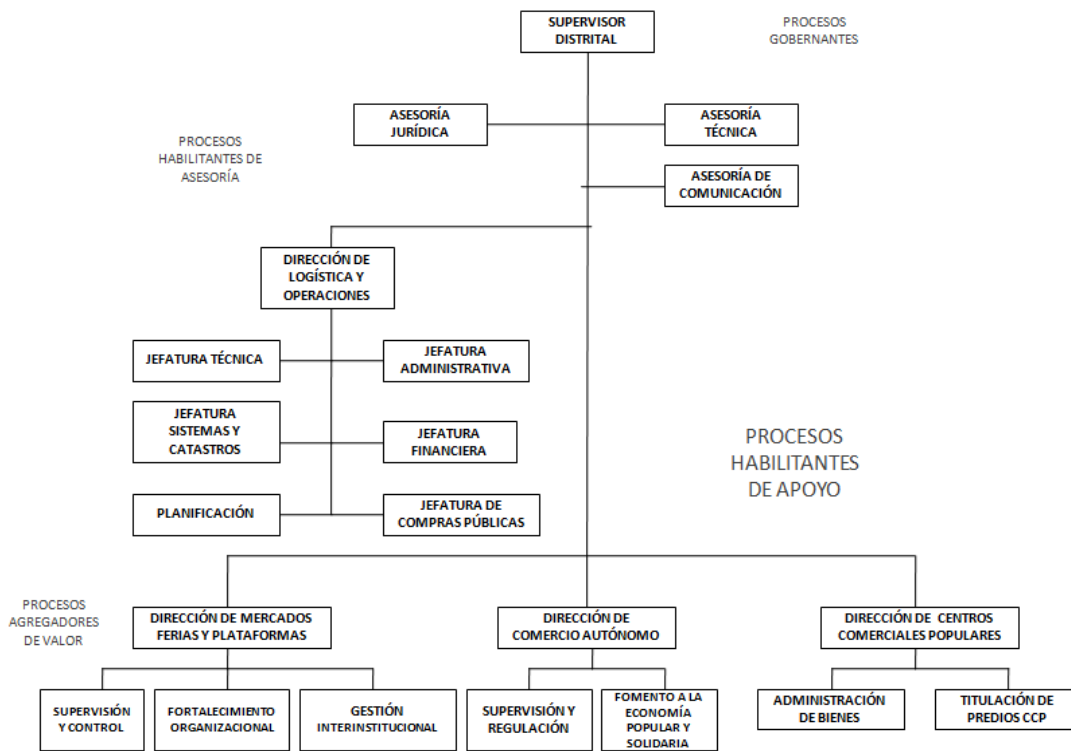 SUPERVISOR
DISTRITAL
PROCESOS
GOBERNANTES
ASESORÍA
JURÍDICA
ASESORÍA
TÉCNICA
PROCESOS
HABILITANTES DE
ASESORÍA
ASESORÍA DE
COMUNICACIÓN
DIRECCIÓN DE
LOGÍSTICA Y
OPERACIONES
JEFATURA TÉCNICA
JEFATURA
ADMINISTRATIVA
JEFATURA
SISTEMAS Y
CATASTROS
JEFATURA
FINANCIERA
PROCESOS
HABILITANTES
DE APOYO
PLANIFICACIÓN
JEFATURA DE
COMPRAS PÚBLICAS
PROCESOS
AGREGADORES
DE VALOR
DIRECCIÓN DE MERCADOS
FERIAS Y PLATAFORMAS
DIRECCIÓN DE
COMERCIO AUTÓNOMO
DIRECCIÓN DE CENTROS
COMERCIALES POPULARES
SUPERVISIÓN
Y CONTROL
FORTALECIMIENTO
ORGANIZACIONAL
GESTIÓN
INTERINSTITUCIONAL
SUPERVISIÓN Y
REGULACIÓN
FOMENTO A LA
ECONOMÍA
POPULAR Y
SOLIDARIA
ADMINISTRACIÓN
DE BIENES
TITULACIÓN DE
PREDIOS CCP